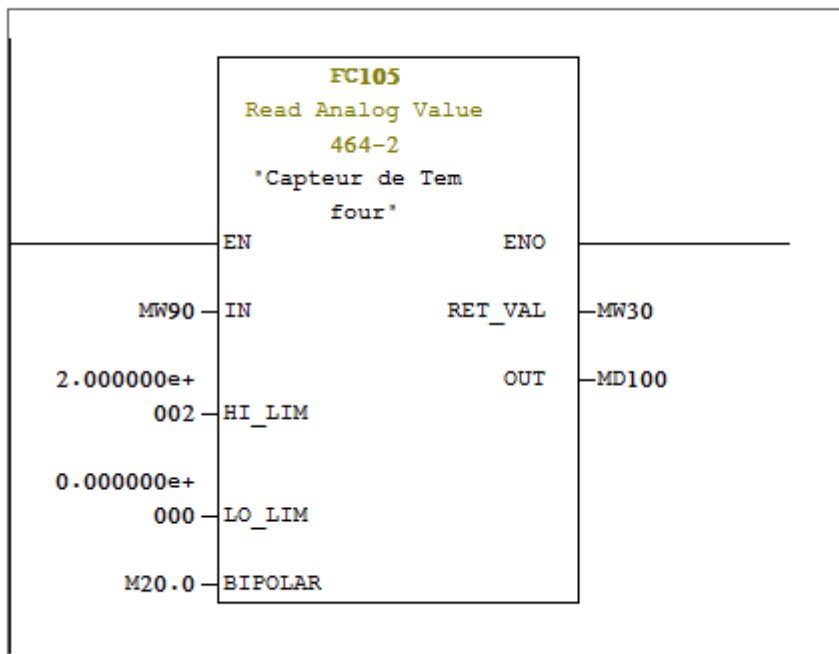 FC105
Read Analog Value
464-2
"Capteur de Tem
four"
EN ENO
MW90 IN RET_VAL MW30
2.000000e+ OUT MD100
002 HI_LIM
0.000000e+
000 LO_LIM
M20.0 BIPOLAR